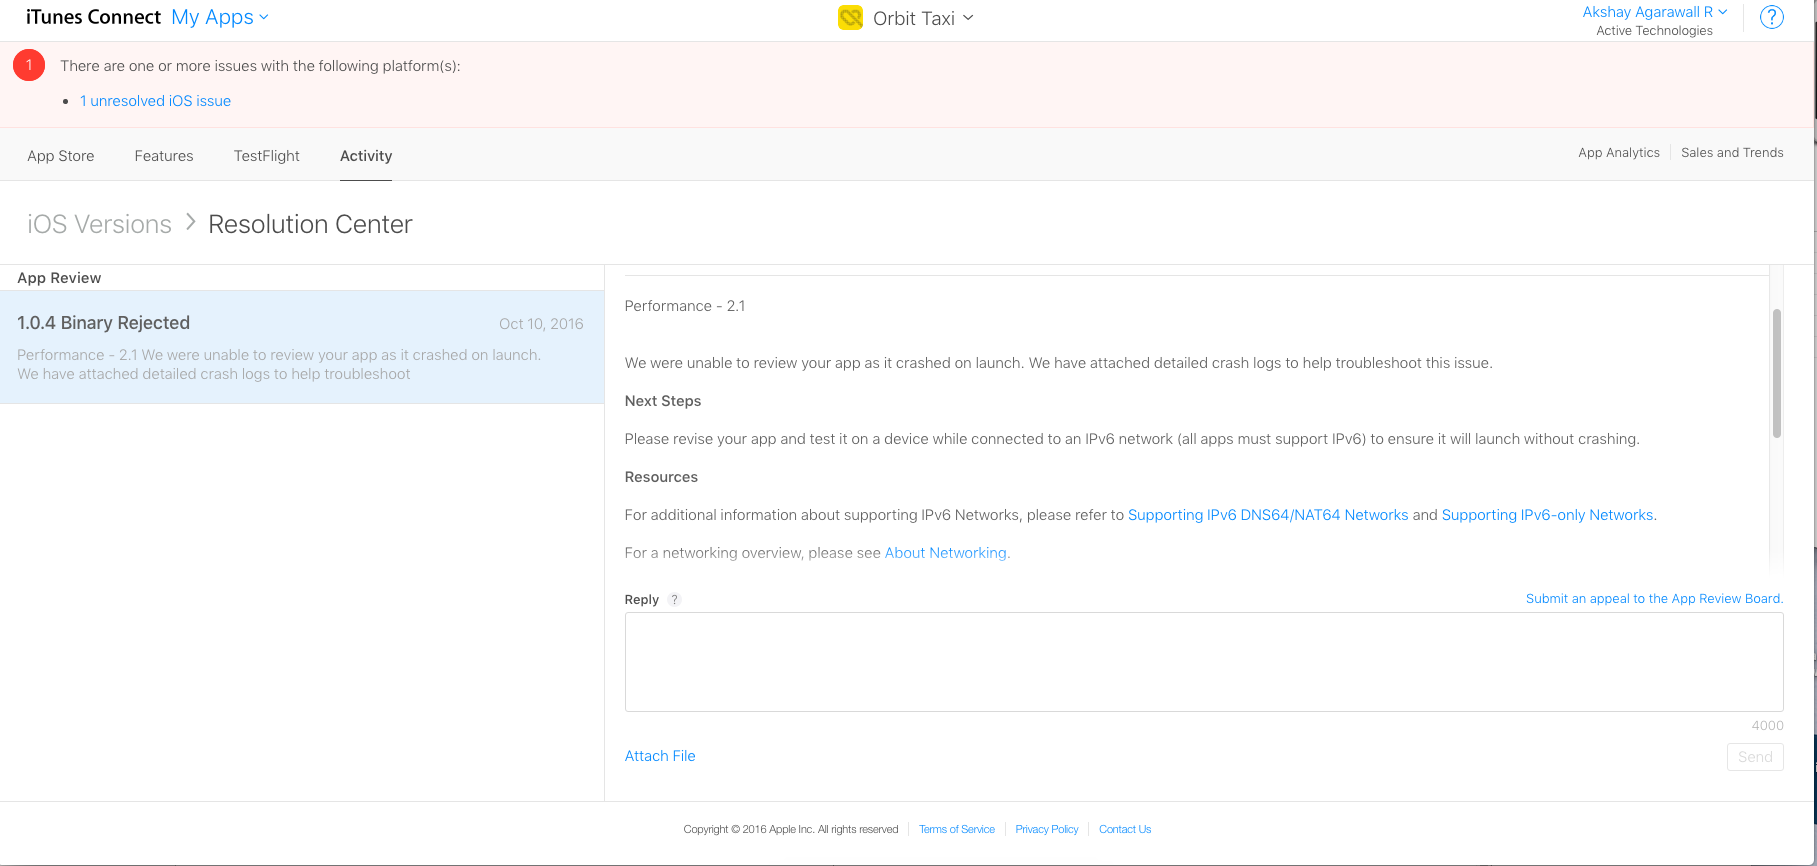 iTunes Connect My Apps
Orbit Taxi
Akshay Agarawall R
Active Technologies
?
1
There are one or more issues with the following platform(s):
• 1 unresolved iOS issue
App Store Features TestFlight Activity
App Analytics Sales and Trends
iOS Versions > Resolution Center
App Review
1.0.4 Binary Rejected Oct 10, 2016
Performance - 2.1 We were unable to review your app as it crashed on launch.
We have attached detailed crash logs to help troubleshoot
Performance - 2.1
We were unable to review your app as it crashed on launch. We have attached detailed crash logs to help troubleshoot this issue.
Next Steps
Please revise your app and test it on a device while connected to an IPv6 network (all apps must support IPv6) to ensure it will launch without crashing.
Resources
For additional information about supporting IPv6 Networks, please refer to Supporting IPv6 DNS64/NAT64 Networks and Supporting IPv6-only Networks.
For a networking overview, please see About Networking.
Reply ?
Submit an appeal to the App Review Board.
4000
Attach File
Send
Copyright © 2016 Apple Inc. All rights reserved Terms of Service Privacy Policy Contact Us